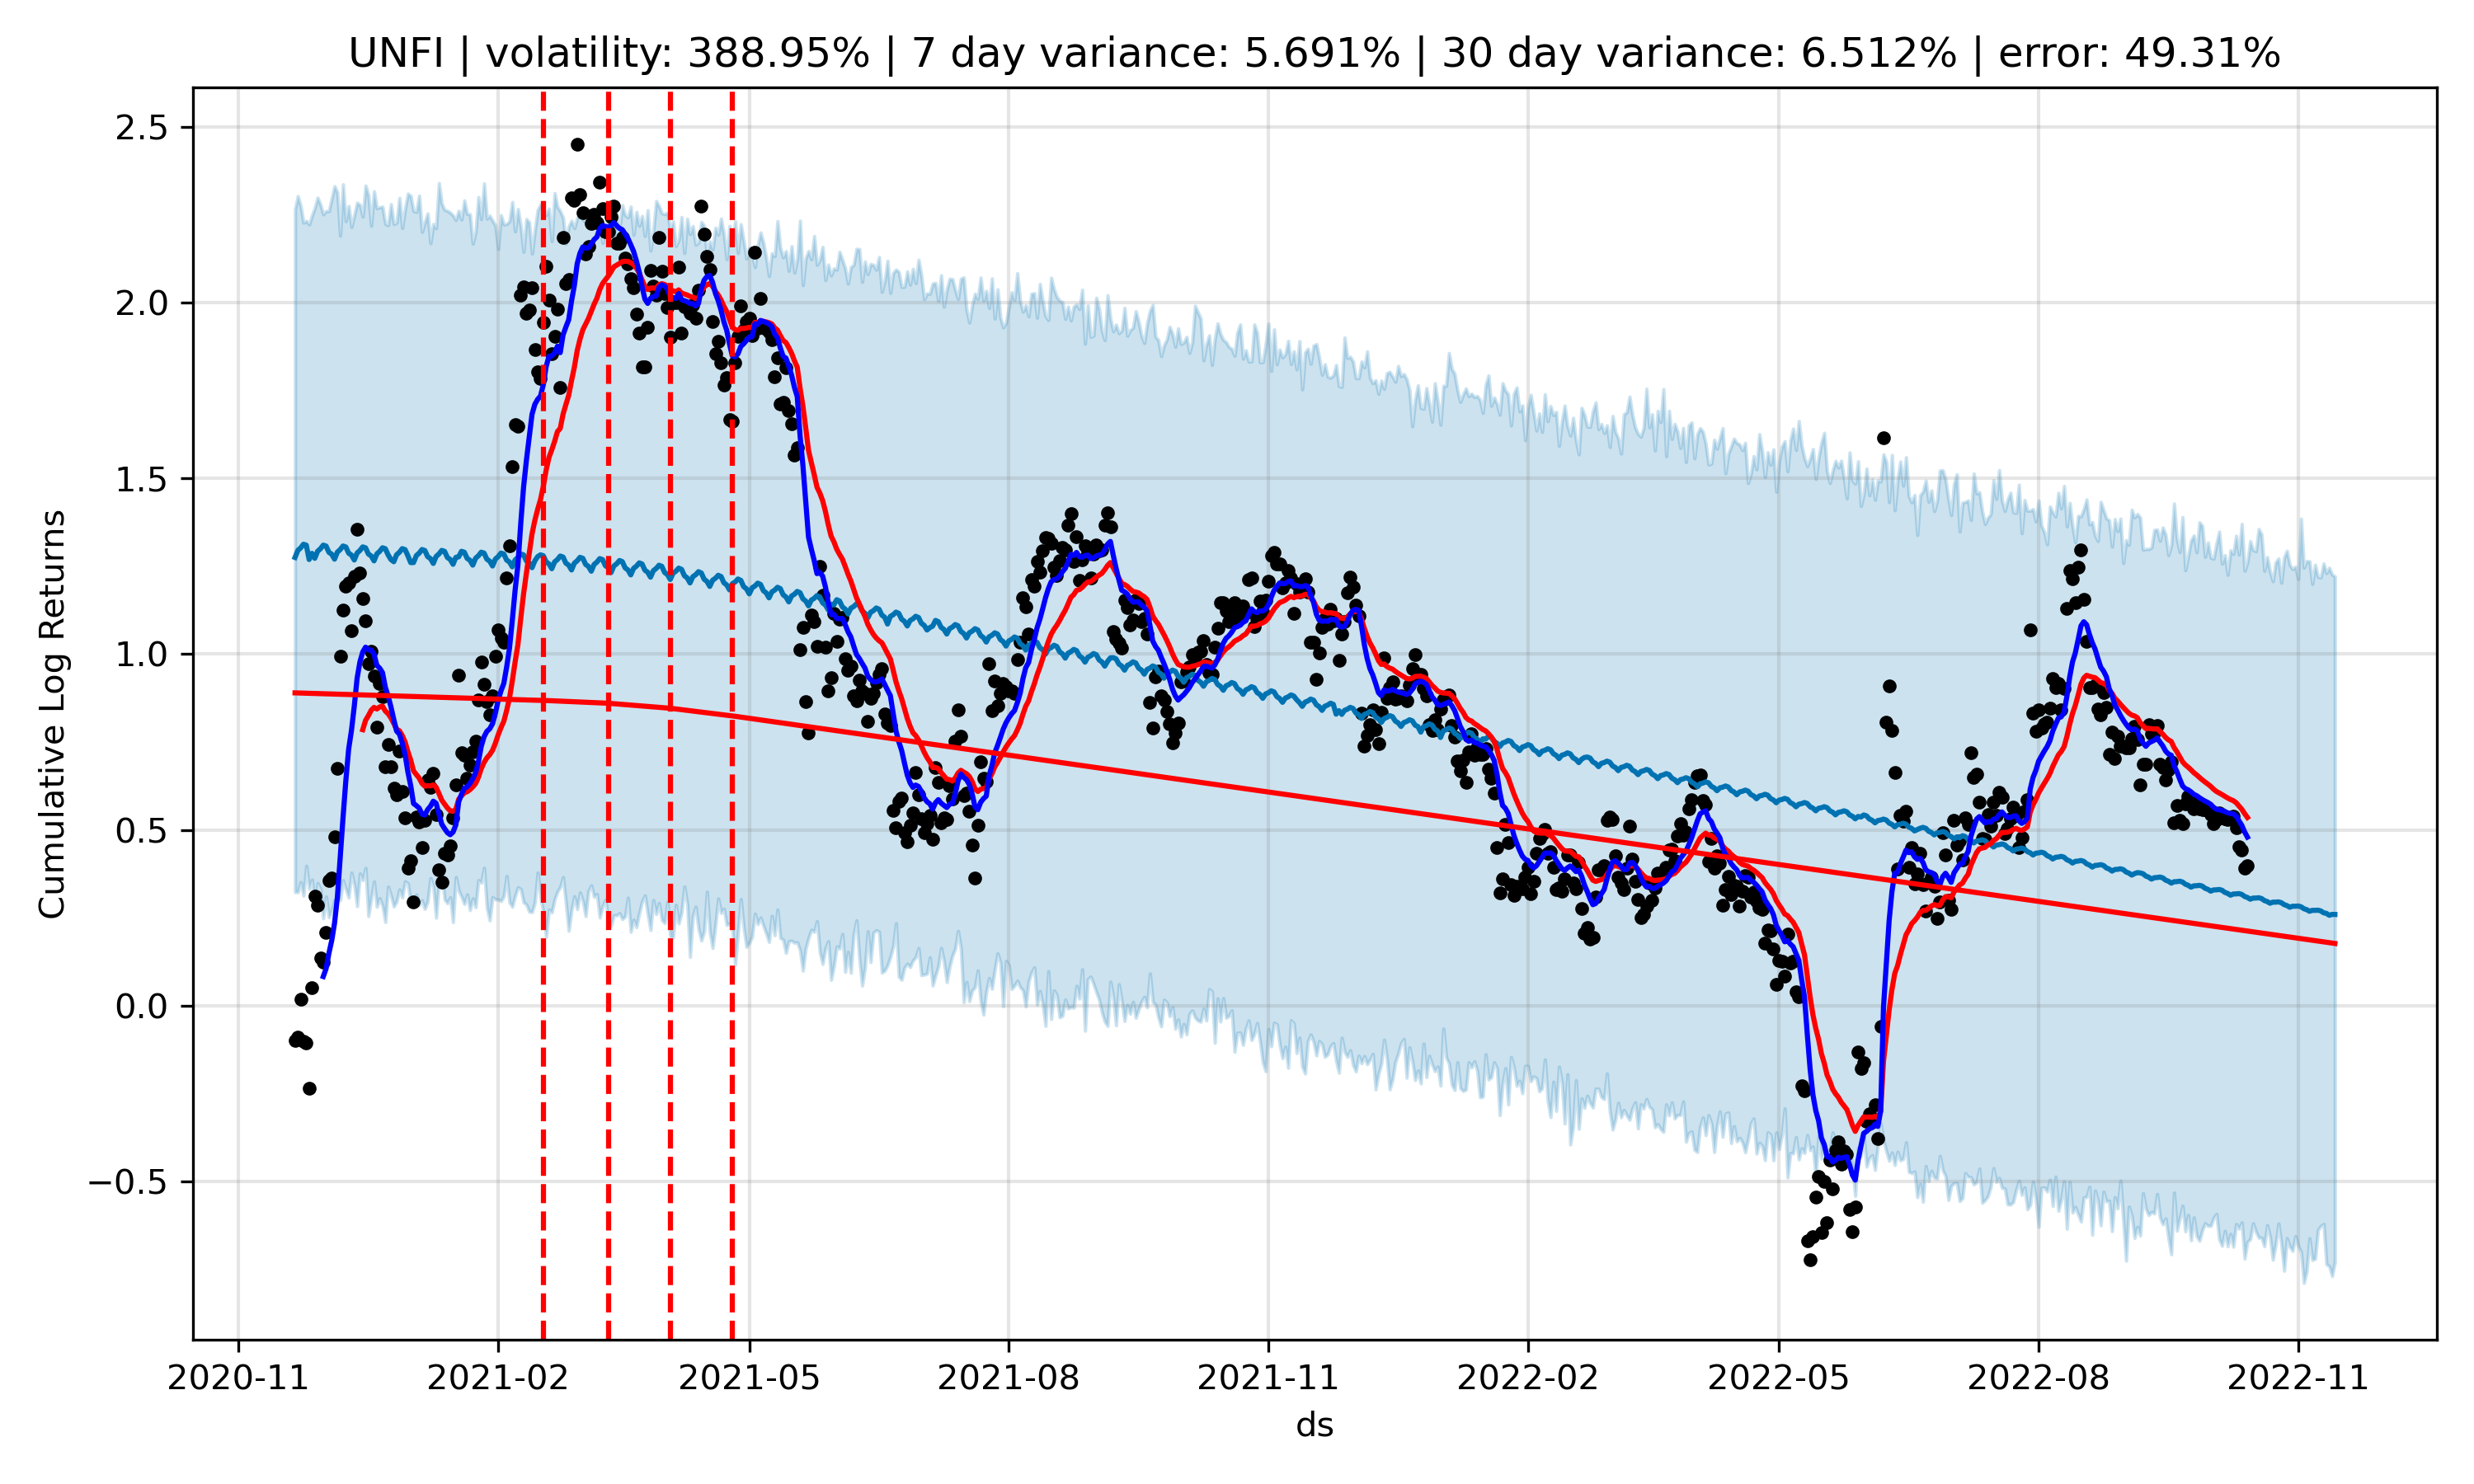 UNFI | volatility: 388.95% | 7 day variance: 5.691% | 30 day variance: 6.512% | error: 49.31%
2.5
2.0
1.5
1.0
0.5
0.0
−0.5
Cumulative Log Returns
2020-11 2021-02 2021-05 2021-08 2021-11 2022-02 2022-05 2022-08 2022-11
ds